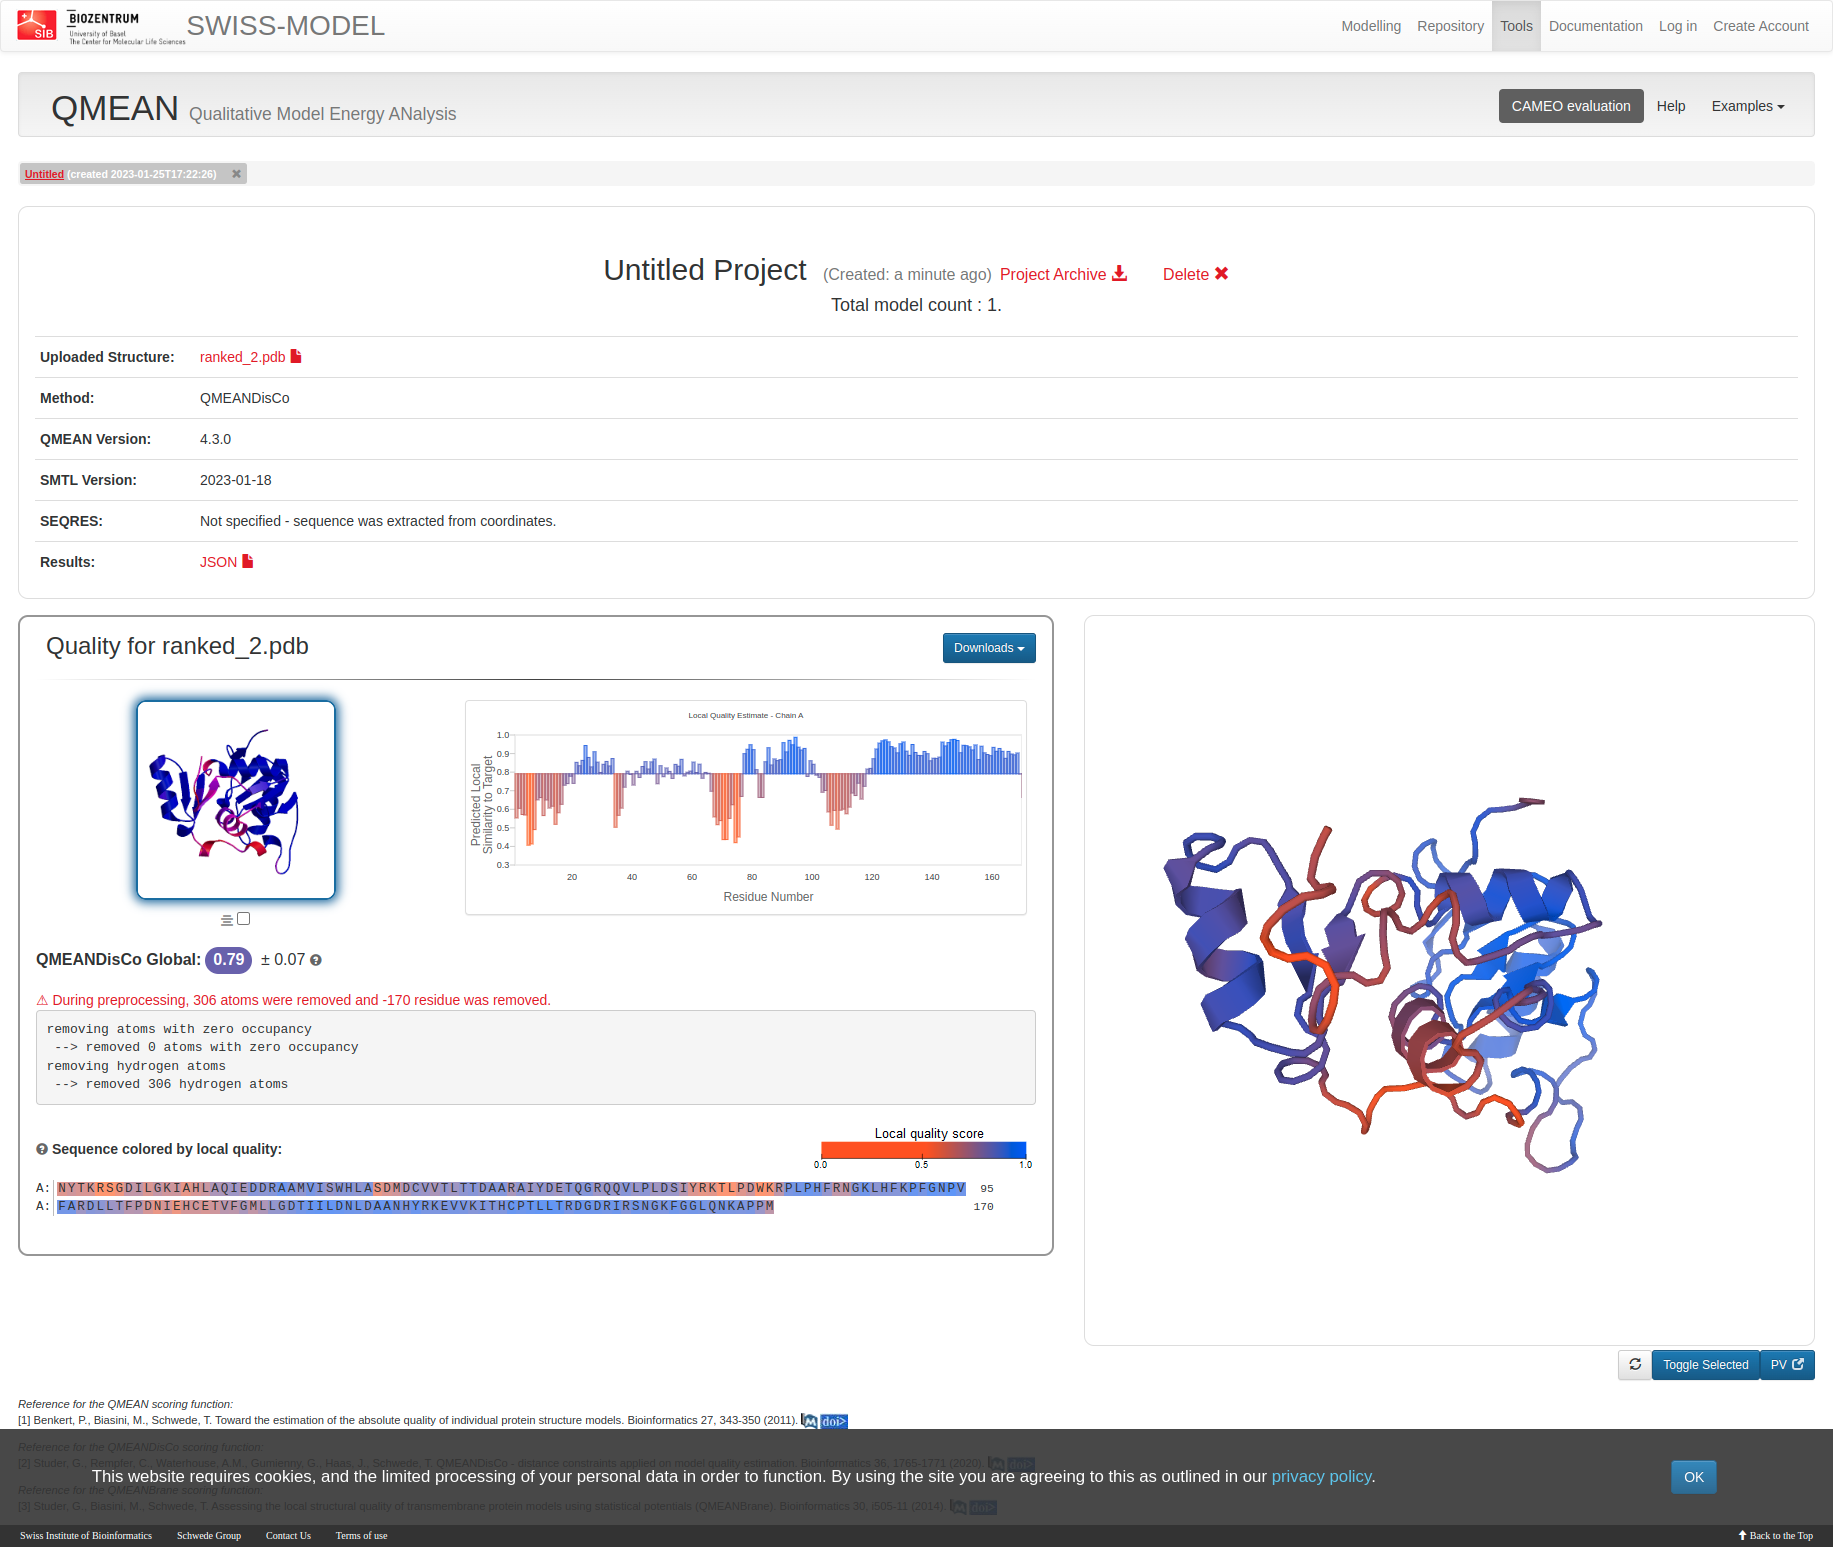 SIB
BIOZENTRUM
University of Basel
The Center for Molecular Life Sciences
SWISS-MODEL
Modelling Repository Tools Documentation Log in Create Account
QMEAN Qualitative Model Energy ANalysis
CAMEO evaluation Help Examples
Untitled (created 2023-01-25T17:22:26)
Untitled Project (Created: a minute ago) Project Archive Delete
Total model count : 1.
Uploaded Structure: ranked_2.pdb
Method: QMEANDisCo
QMEAN Version: 4.3.0
SMTL Version: 2023-01-18
SEQRES: Not specified - sequence was extracted from coordinates.
Results: JSON
Quality for ranked_2.pdb
Downloads
Local Quality Estimate - Chain A
Predicted Local
Similarity to Target
1.0
0.9
0.8
0.7
0.6
0.5
0.4
0.3
20 40 60 80 100 120 140 160
Residue Number
QMEANDisCo Global: 0.79 ± 0.07
⚠ During preprocessing, 306 atoms were removed and -170 residue was removed.
removing atoms with zero occupancy
--> removed 0 atoms with zero occupancy
removing hydrogen atoms
--> removed 306 hydrogen atoms
Sequence colored by local quality:
Local quality score
0.0 0.5 1.0
A: NYTKRSGDILGKIAHLAQIEDDRAAMVISWHLASDMDCVVTLTTDAARAIYDETQGRQQVLPLDSIYRKTLPDWKRPLPHFRNGKLHFKPFGNPV 95
A: FARDLLTFPDNIEHCETVFGMLLGDTIILDNLDAANHYRKEVVKITHCPTLLTRDGDRIRSNGKFGGLQNKAPPM 170
Toggle Selected PV
Reference for the QMEAN scoring function:
[1] Benkert, P., Biasini, M., Schwede, T. Toward the estimation of the absolute quality of individual protein structure models. Bioinformatics 27, 343-350 (2011). M doi>
Reference for the QMEANDisCo scoring function:
[2] Studer, G., Rempfer, C., Waterhouse, A.M., Gumienny, G., Haas, J., Schwede, T. QMEANDisCo - distance constraints applied on model quality estimation. Bioinformatics 36, 1765-1771 (2020). M doi>
This website requires cookies, and the limited processing of your personal data in order to function. By using the site you are agreeing to this as outlined in our privacy policy.
OK
Reference for the QMEANBrane scoring function:
[3] Studer, G., Biasini, M., Schwede, T. Assessing the local structural quality of transmembrane protein models using statistical potentials (QMEANBrane). Bioinformatics 30, i505-11 (2014). M doi>
Swiss Institute of Bioinformatics Schwede Group Contact Us Terms of use
Back to the Top